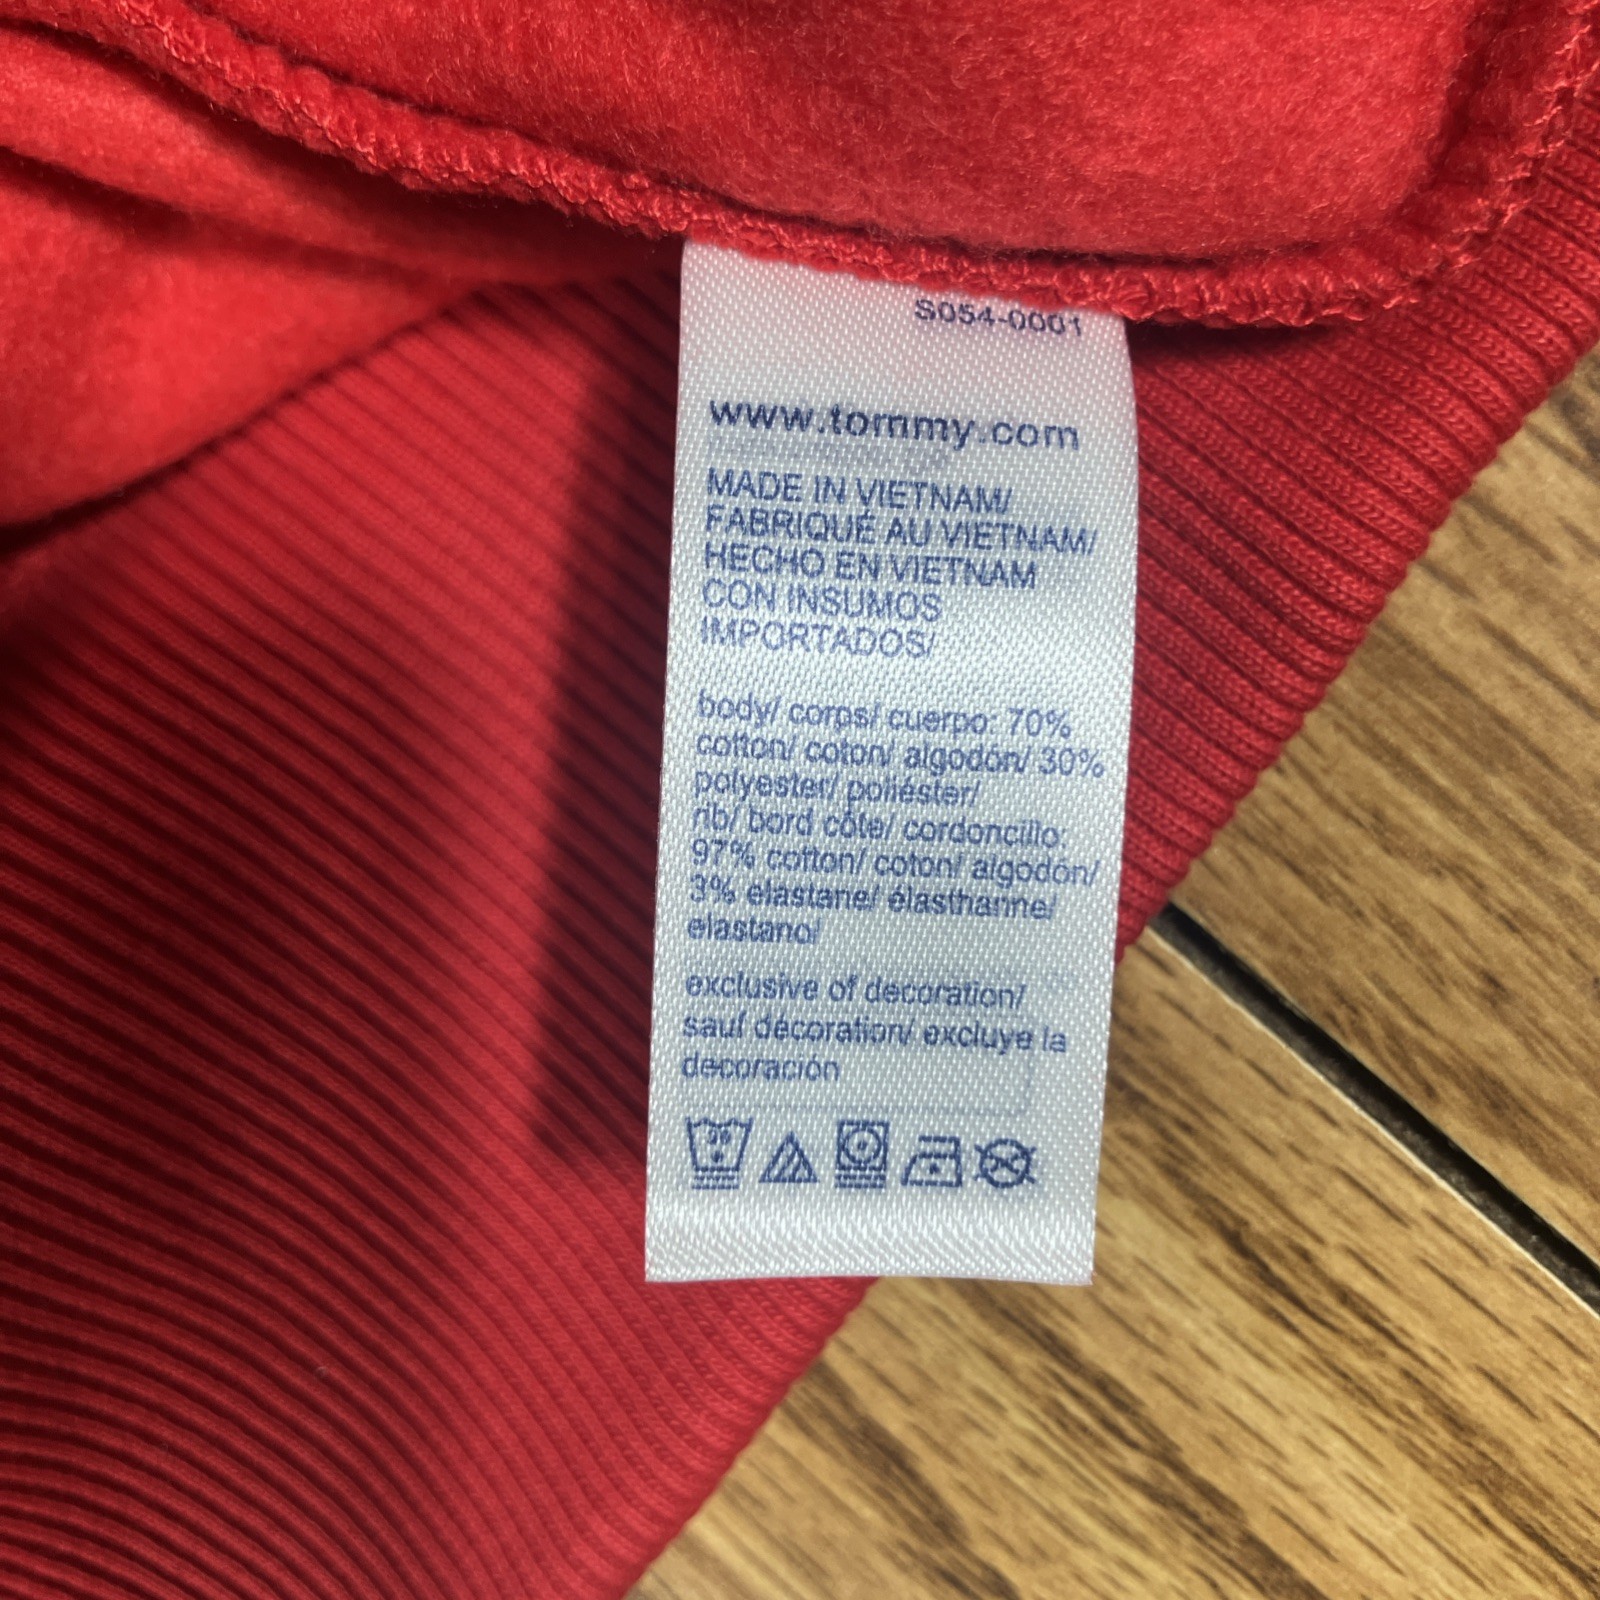 S054-0001
www.tommy.com
MADE IN VIETNAM/
FABRIQUÉ AU VIETNAM/
HECHO EN VIETNAM
CON INSUMOS
IMPORTADOS/
body/ corps/ cuerpo: 70%
cotton/ coton/ algodón/ 30%
polyester/ poliéster/
rib/ bord côte/ cordoncillo:
97% cotton/ coton/ algodón/
3% elastane/ élasthanne/
elastano/
exclusive of decoration/
sauf décoration/ excluye la
decoración
30